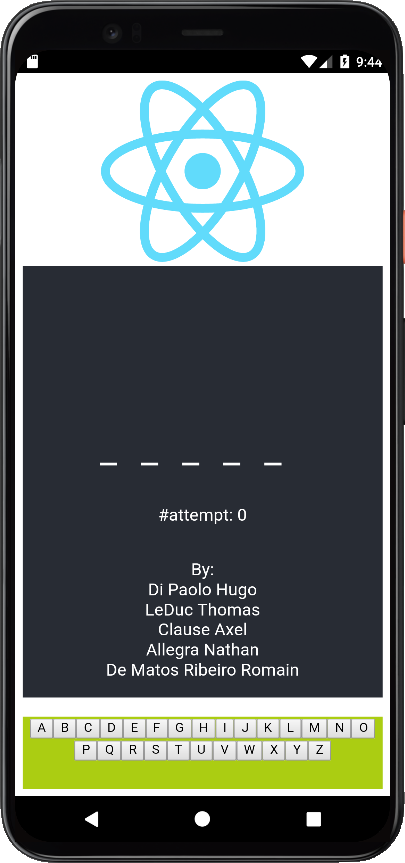 9:44
_ _ _ _ _
#attempt: 0
By:
Di Paolo Hugo
LeDuc Thomas
Clause Axel
Allegra Nathan
De Matos Ribeiro Romain
A B C D E F G H I J K L M N O
P Q R S T U V W X Y Z